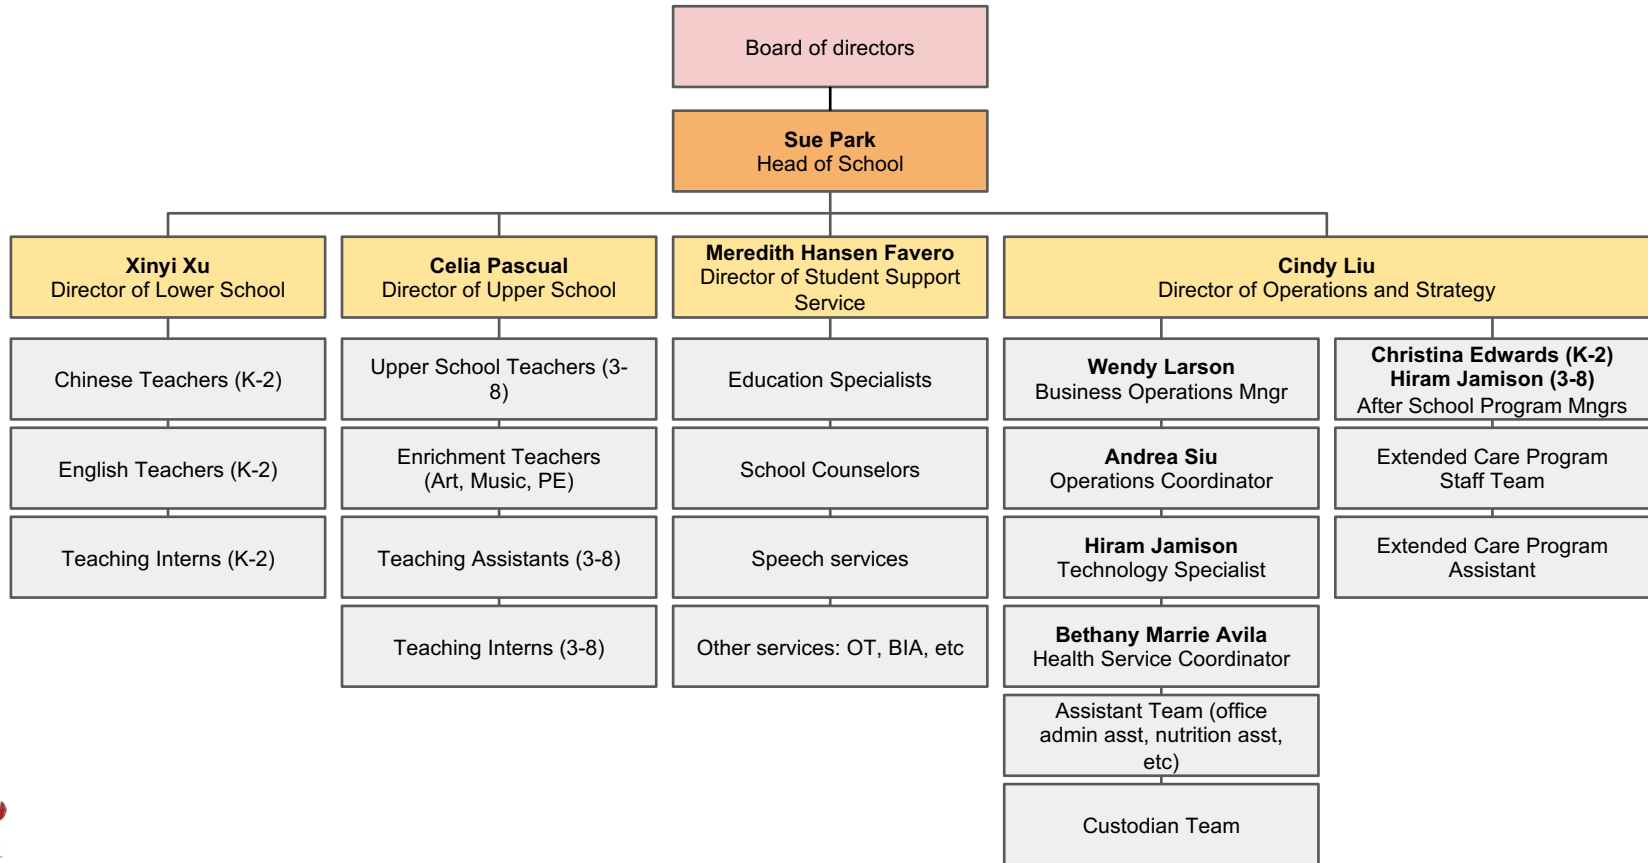 Board of directors
Sue Park
Head of School
Xinyi Xu
Director of Lower School
Chinese Teachers (K-2)
English Teachers (K-2)
Teaching Interns (K-2)
Celia Pascual
Director of Upper School
Upper School Teachers (3-
8)
Enrichment Teachers
(Art, Music, PE)
Teaching Assistants (3-8)
Teaching Interns (3-8)
Meredith Hansen Favero
Director of Student Support
Service
Education Specialists
School Counselors
Speech services
Other services: OT, BIA, etc
Cindy Liu
Director of Operations and Strategy
Wendy Larson
Business Operations Mngr
Andrea Siu
Operations Coordinator
Hiram Jamison
Technology Specialist
Bethany Marrie Avila
Health Service Coordinator
Assistant Team (office
admin asst, nutrition asst,
etc)
Custodian Team
Christina Edwards (K-2)
Hiram Jamison (3-8)
After School Program Mngrs
Extended Care Program
Staff Team
Extended Care Program
Assistant